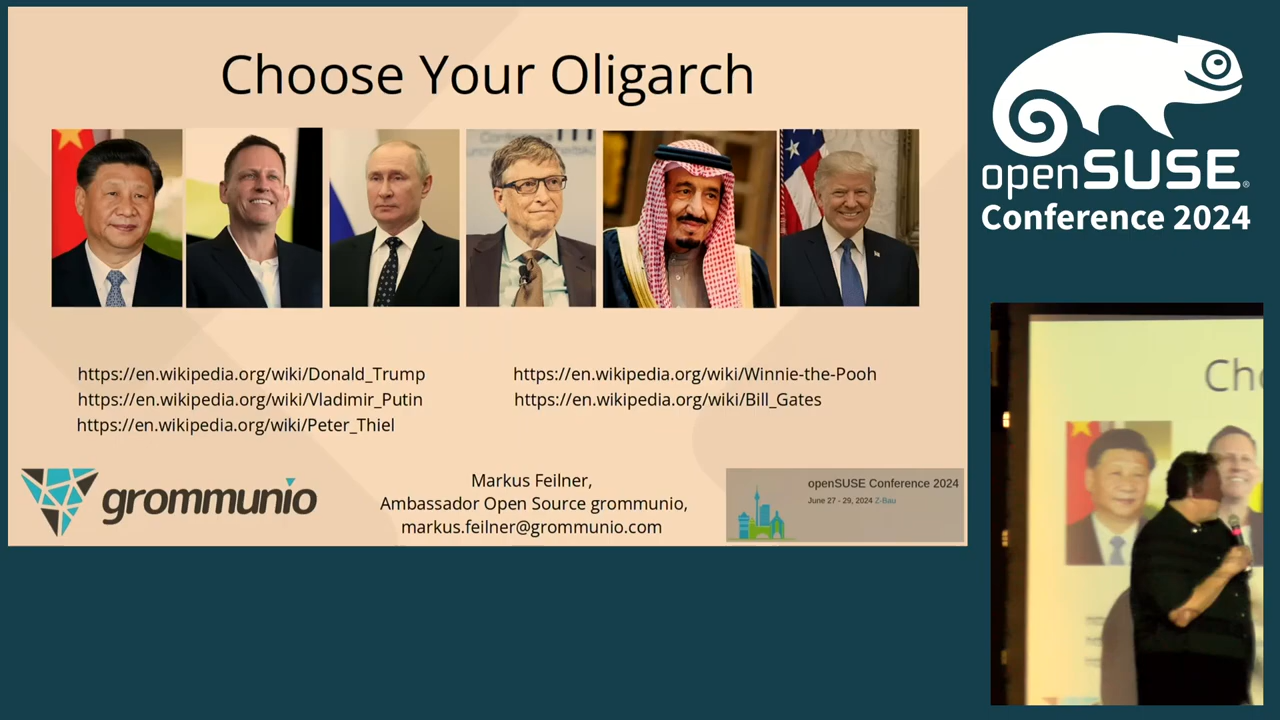 Choose Your Oligarch
https://en.wikipedia.org/wiki/Donald_Trump
https://en.wikipedia.org/wiki/Vladimir_Putin
https://en.wikipedia.org/wiki/Peter_Thiel
https://en.wikipedia.org/wiki/Winnie-the-Pooh
https://en.wikipedia.org/wiki/Bill_Gates
grommunio
Markus Feilner,
Ambassador Open Source grommunio,
markus.feilner@grommunio.com
openSUSE Conference 2024
June 27 - 29, 2024 Z-Bau
openSUSE®
Conference 2024
Ch